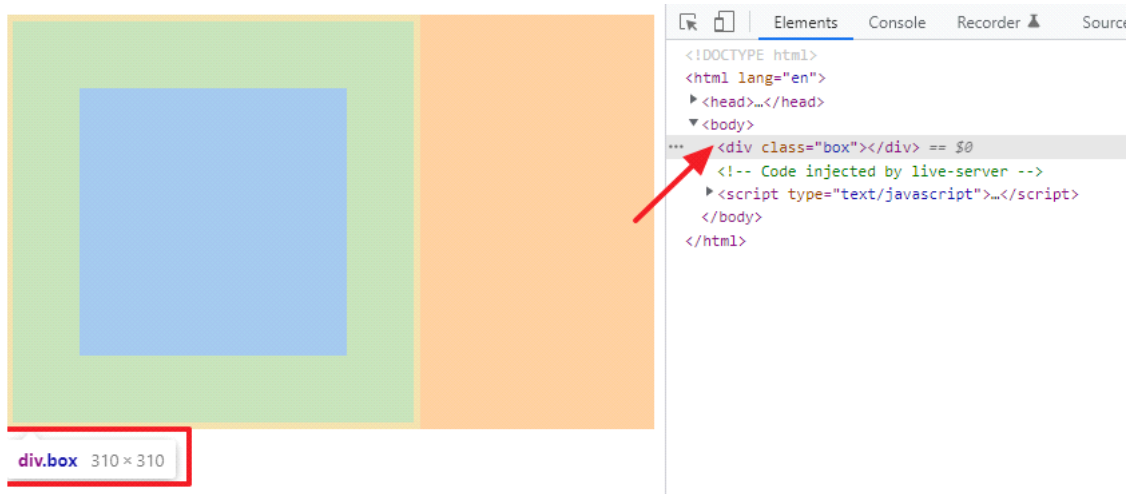 Elements Console Recorder
<!DOCTYPE html>
<html lang="en">
<head>…</head>
<body>
<div class="box"></div> == $0
<!-- Code injected by live-server -->
<script type="text/javascript">…</script>
</body>
</html>
div.box 310 × 310